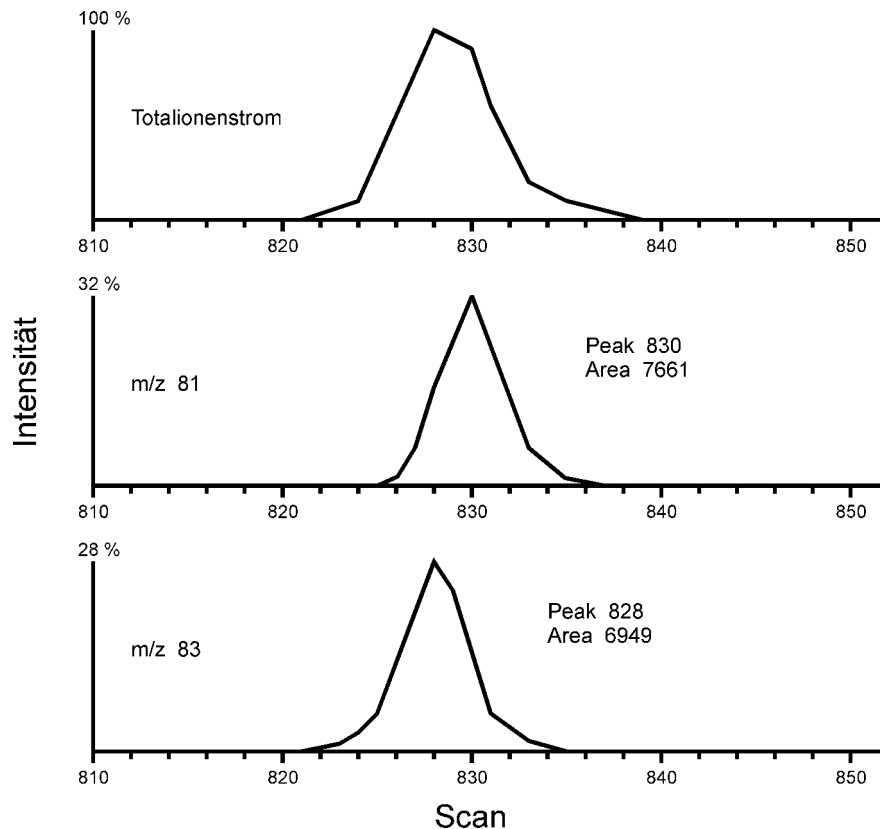 100 %
Totalionenstrom
810 820 830 840 850
32 %
m/z 81
Peak 830
Area 7661
810 820 830 840 850
28 %
m/z 83
Peak 828
Area 6949
810 820 830 840 850
Intensität
Scan